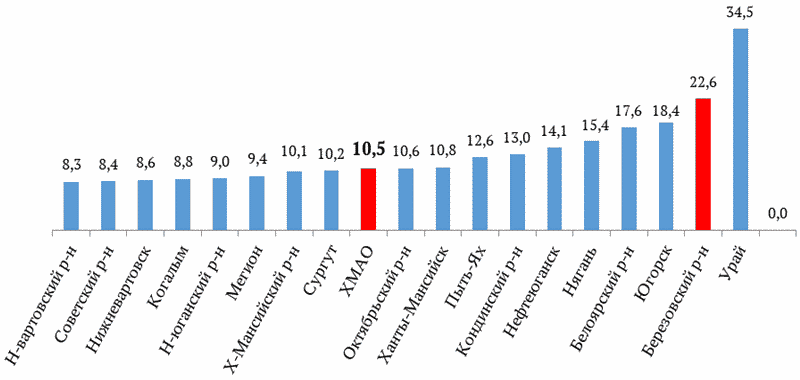 34,5
22,6
18,4
17,6
15,4
14,1
13,0
12,6
10,8
10,6
10,5
10,2
10,1
9,4
9,0
8,8
8,6
8,4
8,3
0,0
Н-вартовский р-н
Советский р-н
Нижневартовск
Когалым
Н-юганский р-н
Мегион
Х-Мансийский р-н
Сургут
ХМАО
Октябрьский р-н
Ханты-Мансийск
Пыть-Ях
Кондинский р-н
Нефтеюганск
Нягань
Белоярский р-н
Югорск
Березовский р-н
Урай